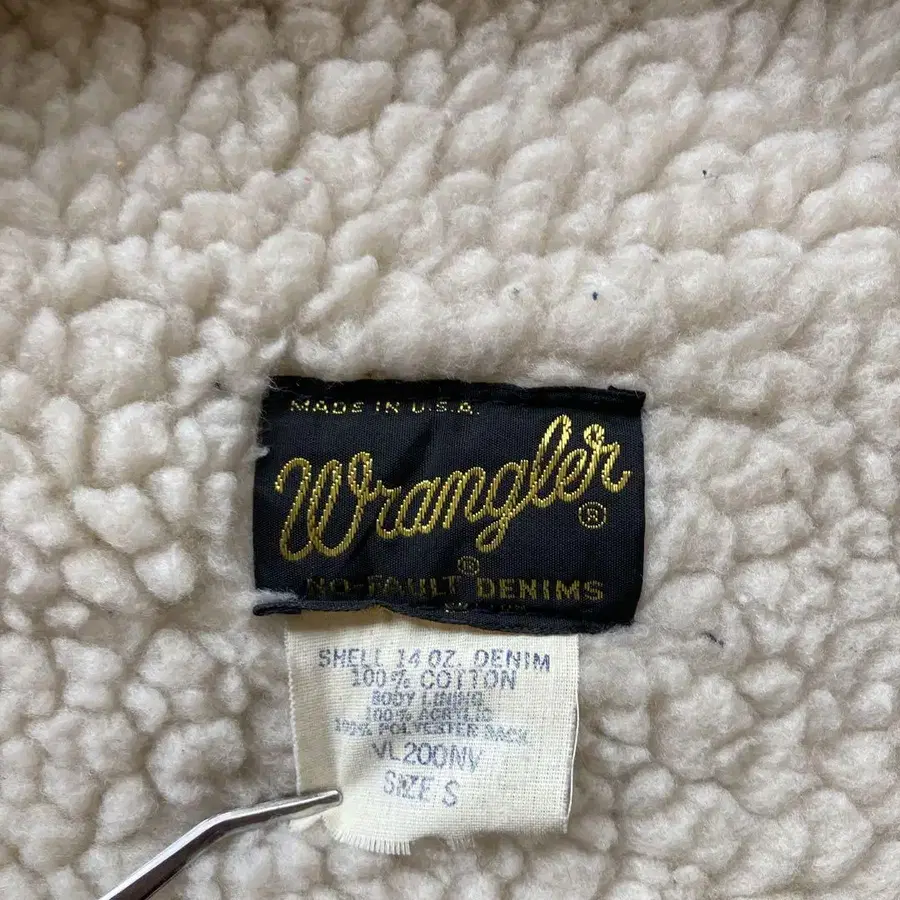 MADE IN U.S.A.
Wrangler®
®
NO-FAULT DENIMS
SHELL 14 OZ. DENIM
100% COTTON
BODY LINING
100% ACRYLIC
100% POLYESTER BACK
VL200NV
SIZE S